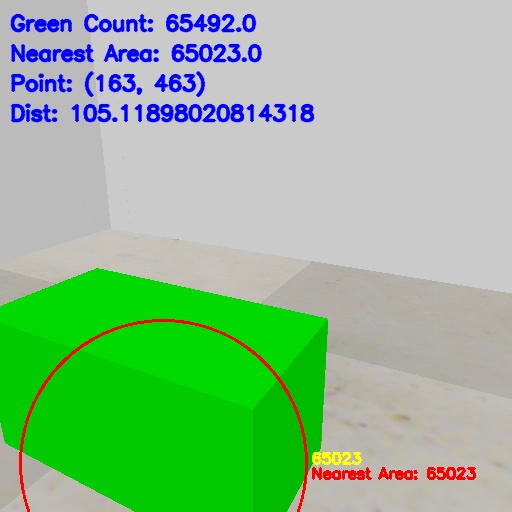 Green Count: 65492.0
Nearest Area: 65023.0
Point: (163, 463)
Dist: 105.11898020814318
65023
Nearest Area: 65023